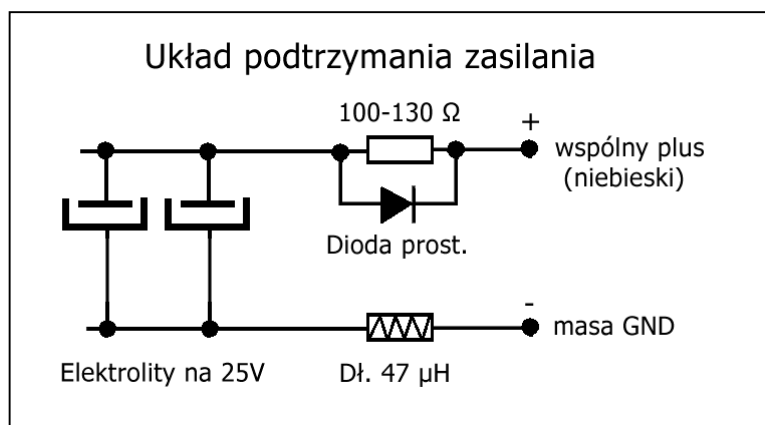 Układ podtrzymania zasilania
100-130 Ω
+
wspólny plus
(niebieski)
Dioda prost.
-
masa GND
Elektrolity na 25V
Dł. 47 µH